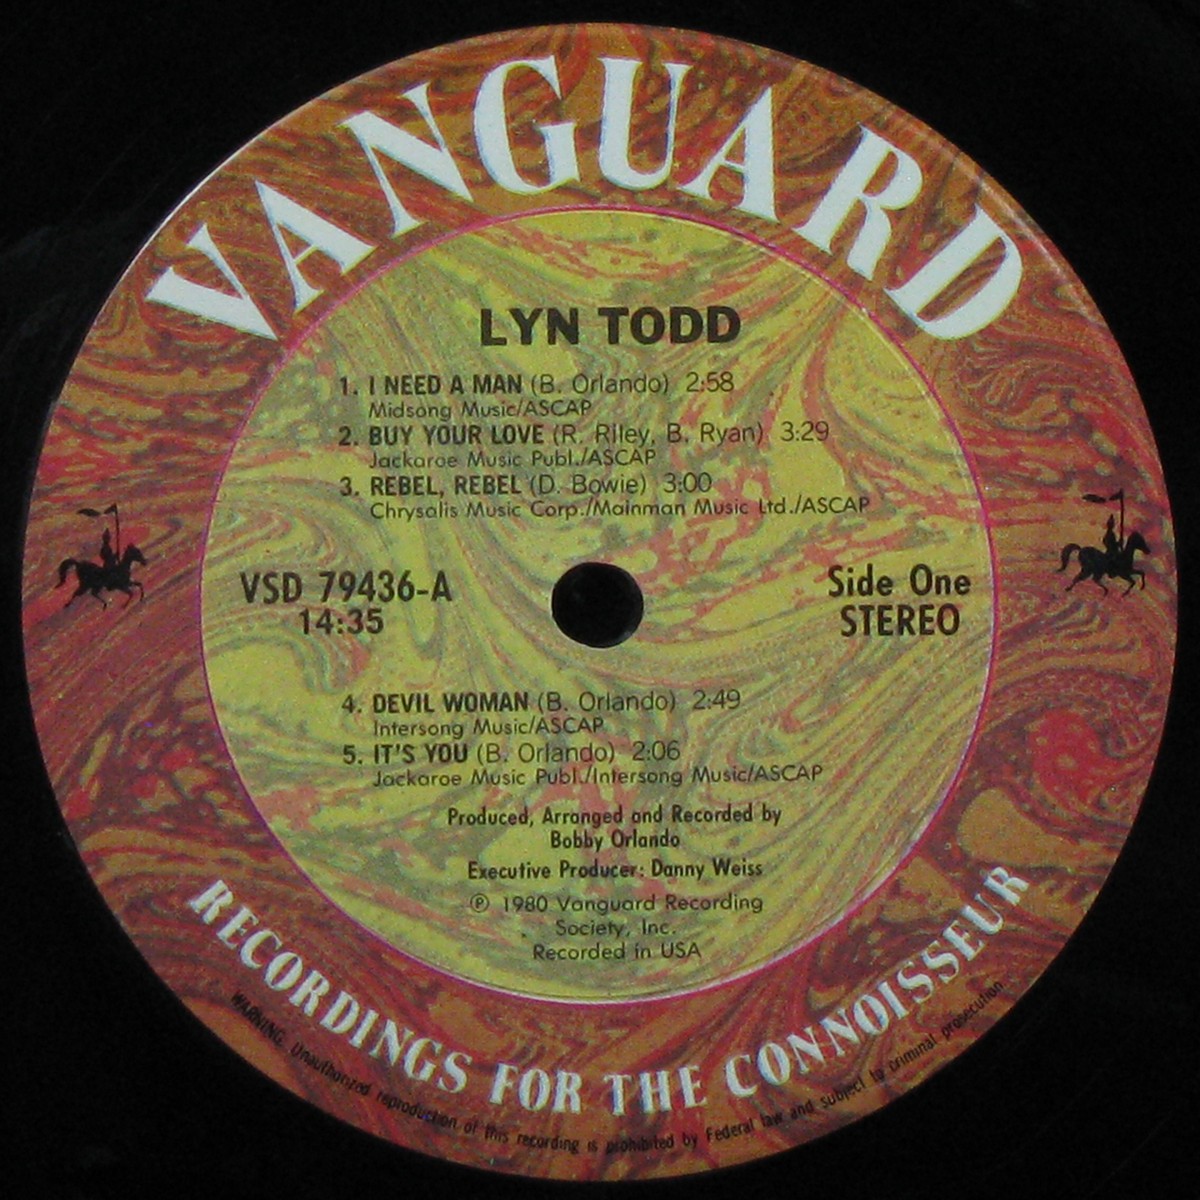 VANGUARD
LYN TODD
1. I NEED A MAN (B. Orlando) 2:58
Midsong Music/ASCAP
2. BUY YOUR LOVE (R. Riley, B. Ryan) 3:29
Jackaroe Music Publ./ASCAP
3. REBEL, REBEL (D. Bowie) 3:00
Chrysalis Music Corp./Mainman Music Ltd./ASCAP
VSD 79436-A
14:35
Side One
STEREO
4. DEVIL WOMAN (B. Orlando) 2:49
Intersong Music/ASCAP
5. IT'S YOU (B. Orlando) 2:06
Jackaroe Music Publ./Intersong Music/ASCAP
Produced, Arranged and Recorded by
Bobby Orlando
Executive Producer: Danny Weiss
℗ 1980 Vanguard Recording
Society, Inc.
Recorded in USA
RECORDINGS FOR THE CONNOISSEUR
WARNING. Unauthorized reproduction of this recording is prohibited by Federal law and subject to criminal prosecution